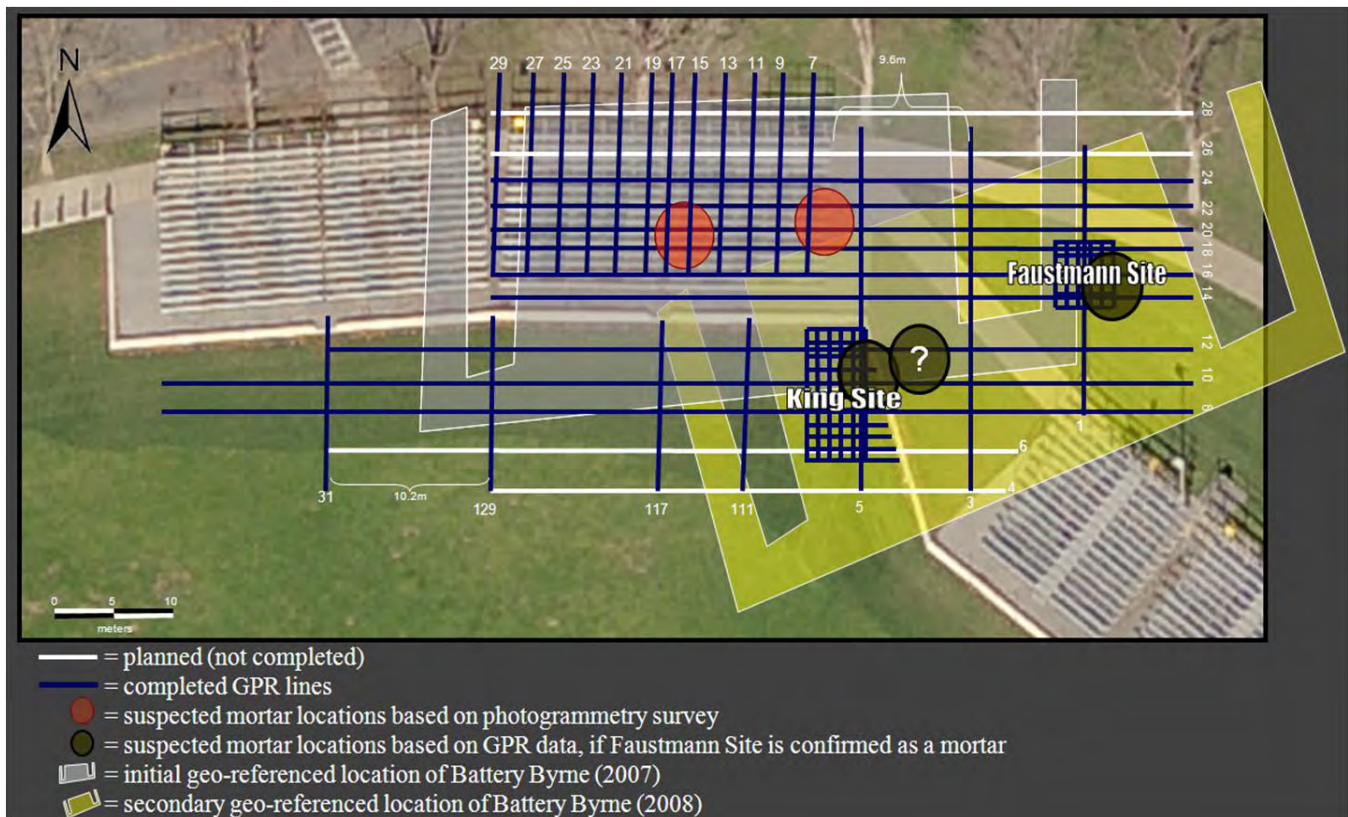 N
29 27 25 23 21 19 17 15 13 11 9 7
9.6m
28
26
24
22
20
18
16
14
12
10
8
Faustmann Site
?
King Site
1
6
4
31
10.2m
129
117
111
5
3
0 5 10
meters
= planned (not completed)
= completed GPR lines
= suspected mortar locations based on photogrammetry survey
= suspected mortar locations based on GPR data, if Faustmann Site is confirmed as a mortar
= initial geo-referenced location of Battery Byrne (2007)
= secondary geo-referenced location of Battery Byrne (2008)